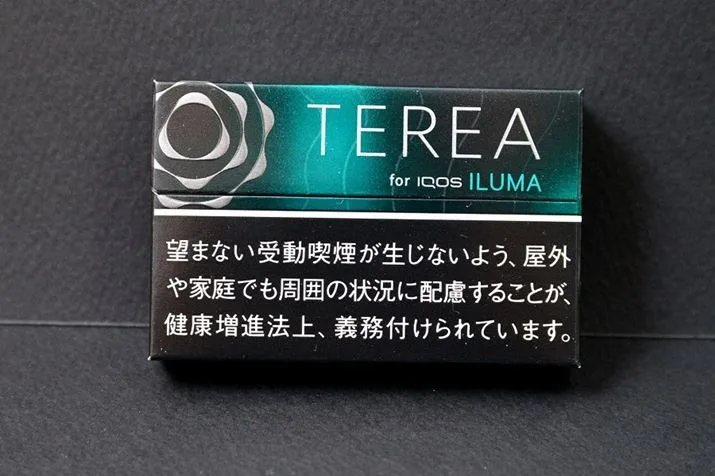 TEREA
for IQOS ILUMA
望まない受動喫煙が生じないよう、屋外
や家庭でも周囲の状況に配慮することが、
健康増進法上、義務付けられています。